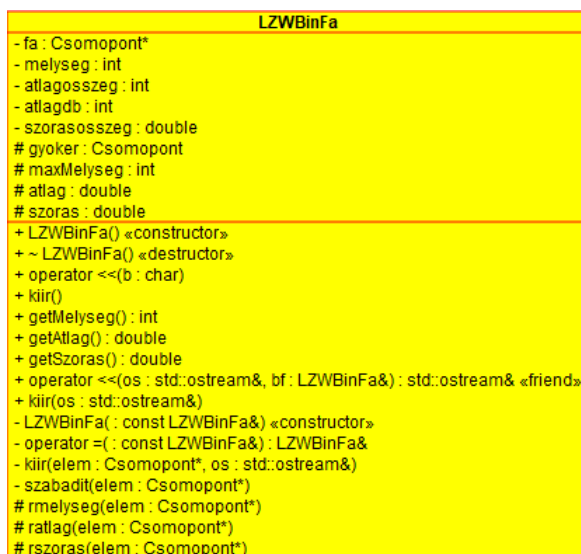 LZWBinFa
- fa : Csomopont*
- melyseg : int
- atlagosszeg : int
- atlagdb : int
- szorasosszeg : double
# gyoker : Csomopont
# maxMelyseg : int
# atlag : double
# szoras : double
+ LZWBinFa() «constructor»
+ ~ LZWBinFa() «destructor»
+ operator <<(b : char)
+ kiir()
+ getMelyseg() : int
+ getAtlag() : double
+ getSzoras() : double
+ operator <<(os : std::ostream&, bf : LZWBinFa&) : std::ostream& «friend»
+ kiir(os : std::ostream&)
- LZWBinFa( : const LZWBinFa&) «constructor»
- operator =( : const LZWBinFa&) : LZWBinFa&
- kiir(elem : Csomopont*, os : std::ostream&)
- szabadit(elem : Csomopont*)
# rmelyseg(elem : Csomopont*)
# ratlag(elem : Csomopont*)
# rszoras(elem : Csomopont*)